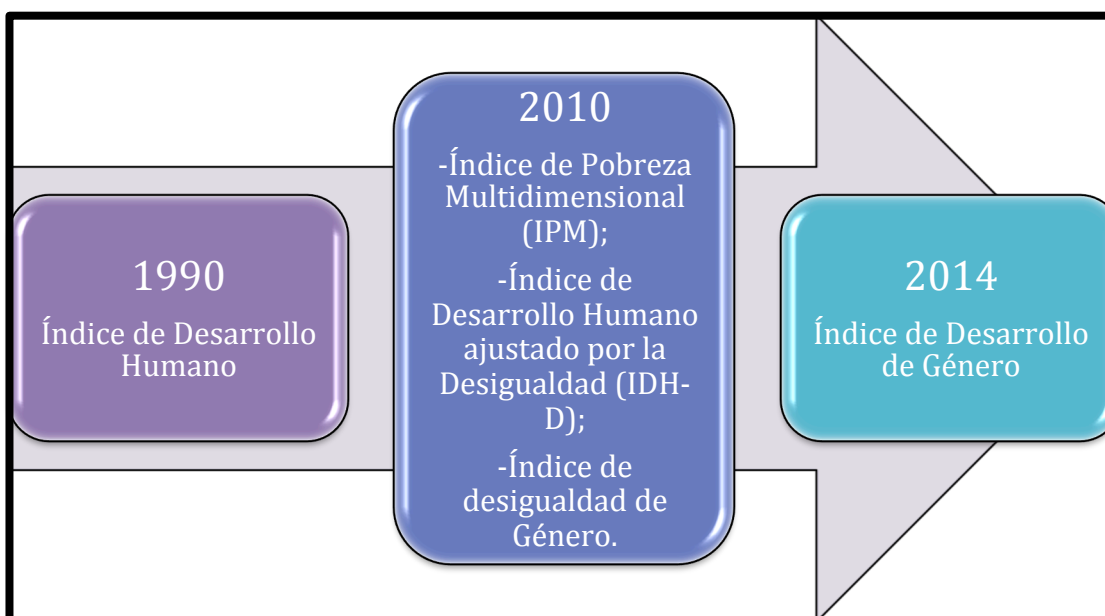 1990
Índice de Desarrollo
Humano
2010
-Índice de Pobreza
Multidimensional
(IPM);
-Índice de
Desarrollo Humano
ajustado por la
Desigualdad (IDH-
D);
-Índice de
desigualdad de
Género.
2014
Índice de Desarrollo
de Género